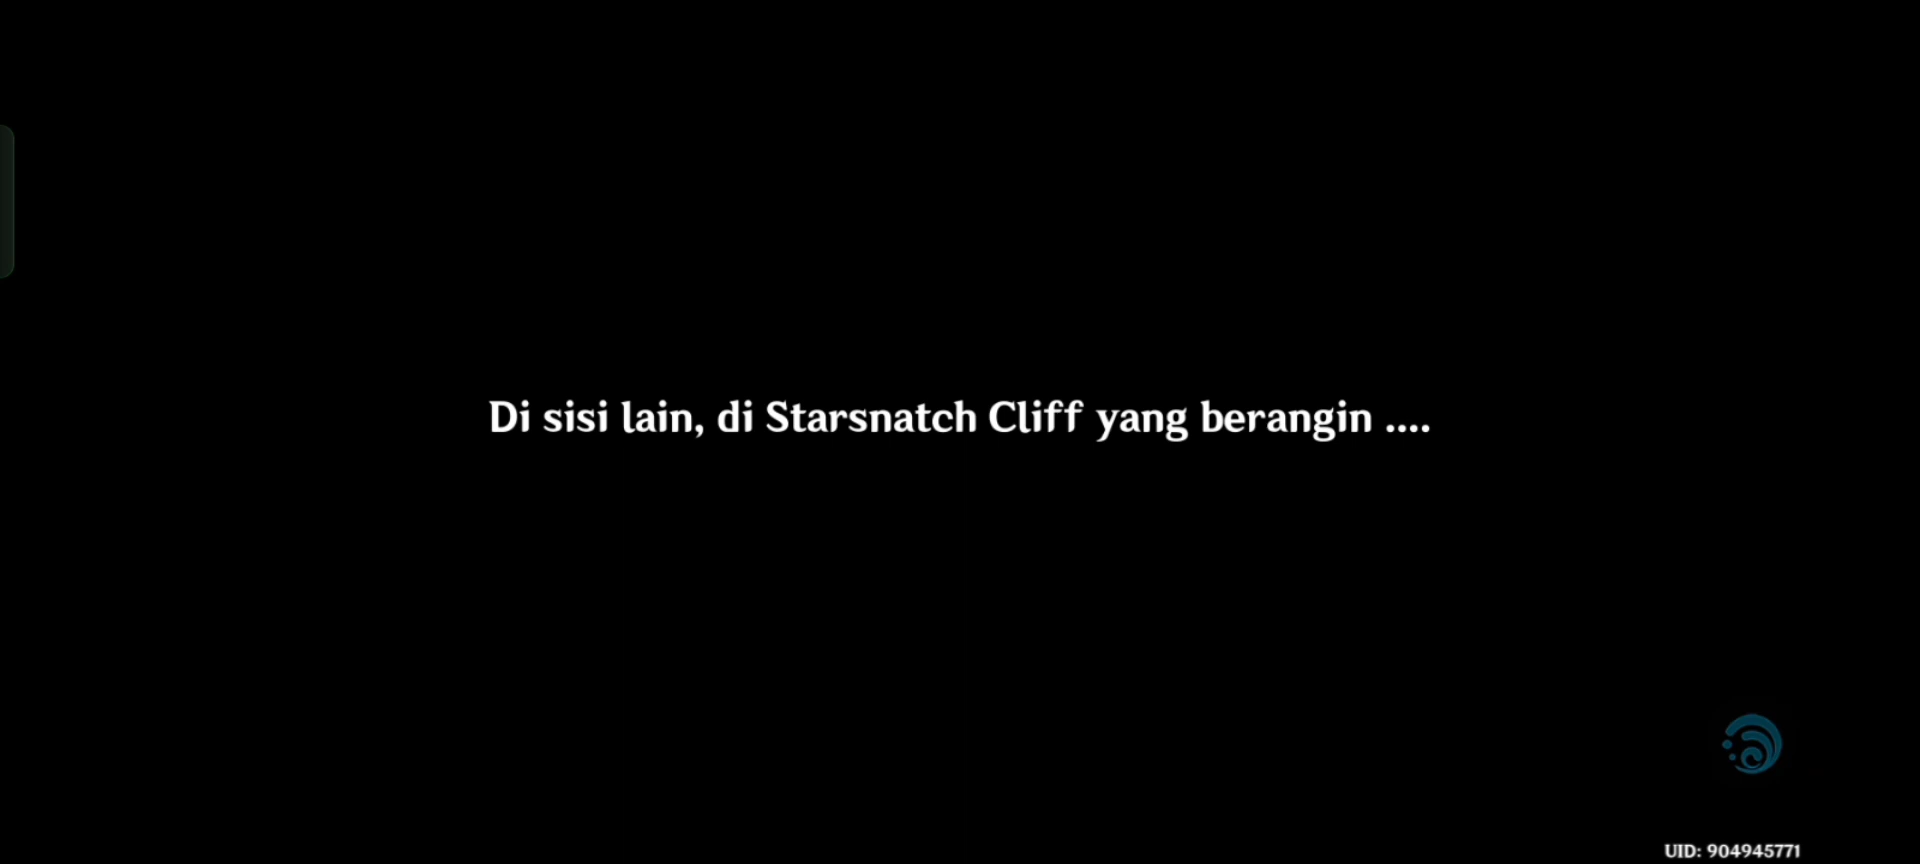 Di sisi lain, di Starsnatch Cliff yang berangin ....
UID: 904945771